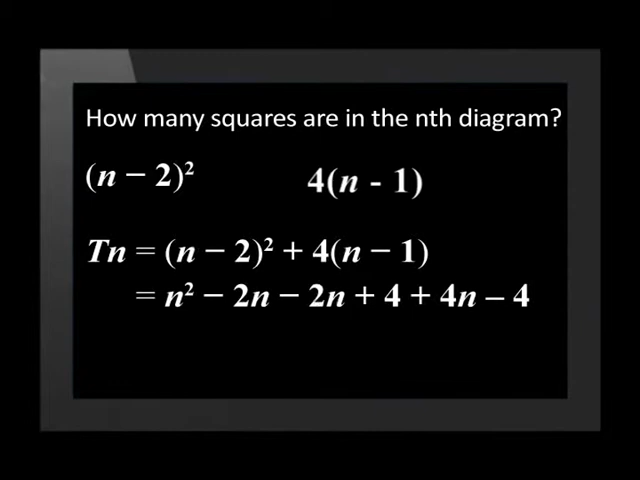 How many squares are in the nth diagram?
(n − 2)² 4(n - 1)
Tn = (n − 2)² + 4(n − 1)
= n² − 2n − 2n + 4 + 4n – 4